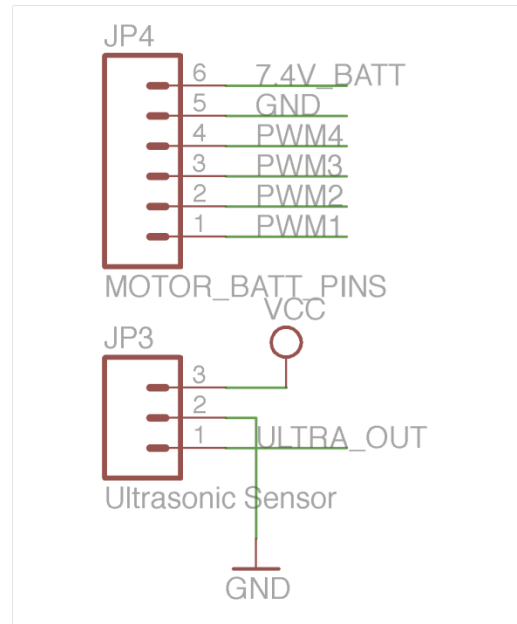 JP4
6 7.4V_BATT
5 GND
4 PWM4
3 PWM3
2 PWM2
1 PWM1
MOTOR_BATT_PINS
VCC
JP3
3
2
1 ULTRA_OUT
Ultrasonic Sensor
GND